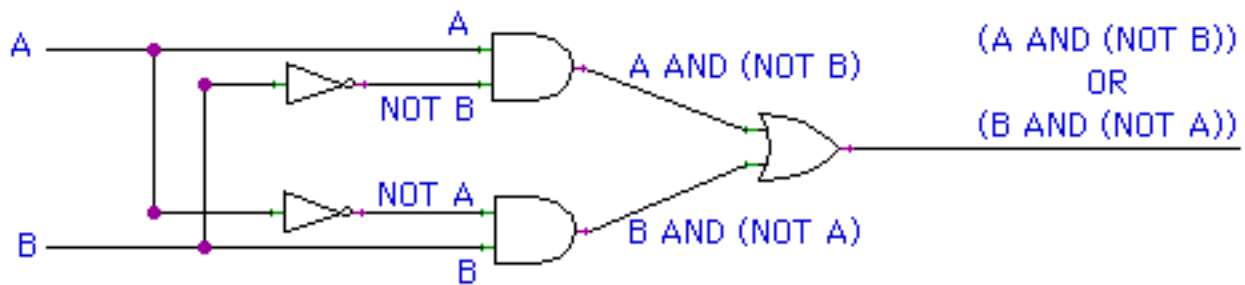 A
A
NOT B
A AND (NOT B)
(A AND (NOT B))
OR
(B AND (NOT A))
NOT A
B
B
B AND (NOT A)